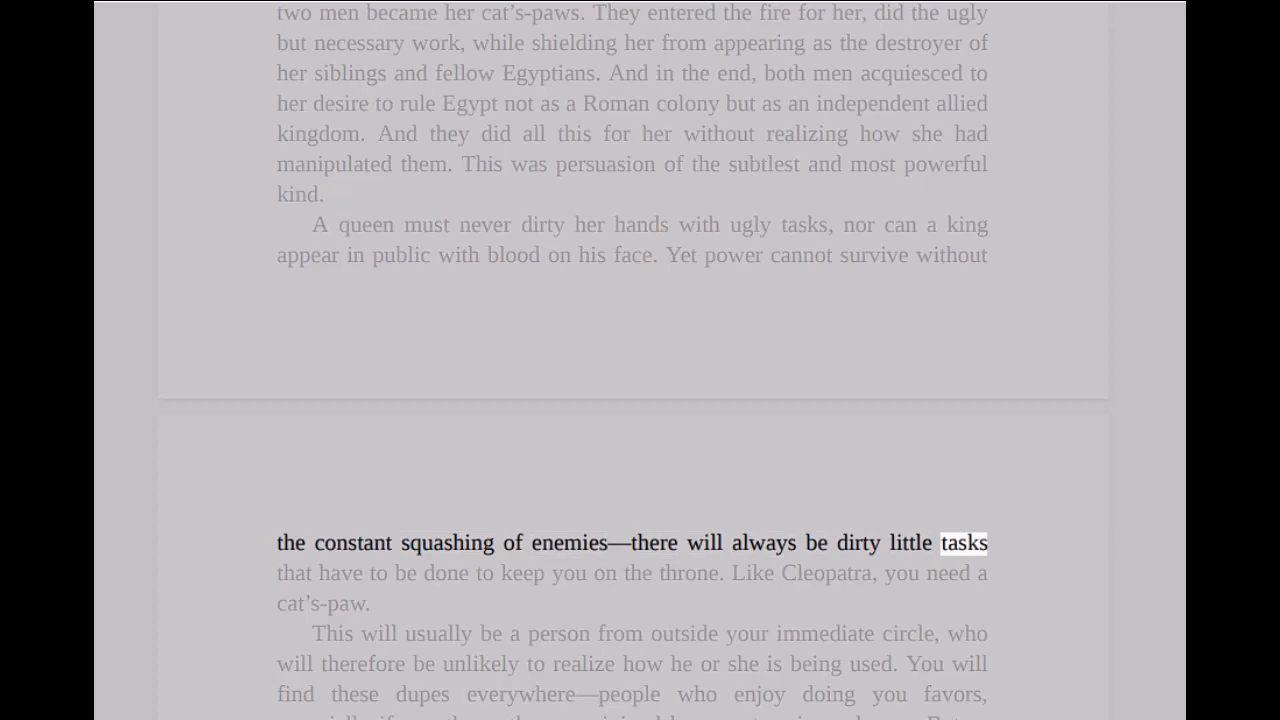 two men became her cat’s-paws. They entered the fire for her, did the ugly
but necessary work, while shielding her from appearing as the destroyer of
her siblings and fellow Egyptians. And in the end, both men acquiesced to
her desire to rule Egypt not as a Roman colony but as an independent allied
kingdom. And they did all this for her without realizing how she had
manipulated them. This was persuasion of the subtlest and most powerful
kind.
A queen must never dirty her hands with ugly tasks, nor can a king
appear in public with blood on his face. Yet power cannot survive without
the constant squashing of enemies—there will always be dirty little tasks
that have to be done to keep you on the throne. Like Cleopatra, you need a
cat’s-paw.
This will usually be a person from outside your immediate circle, who
will therefore be unlikely to realize how he or she is being used. You will
find these dupes everywhere—people who enjoy doing you favors,